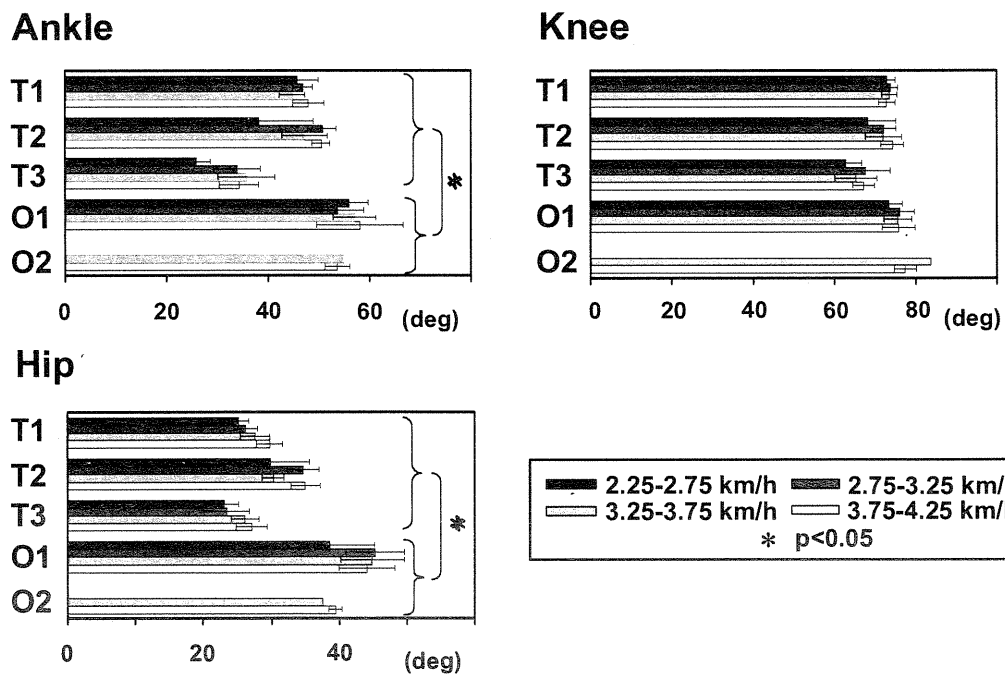 Ankle
T1
T2
T3
O1
O2
*
0 20 40 60 (deg)
Knee
T1
T2
T3
O1
O2
0 20 40 60 80 (deg)
Hip
T1
T2
T3
O1
O2
*
0 20 40 (deg)
2.25-2.75 km/h 2.75-3.25 km/
3.25-3.75 km/h 3.75-4.25 km/
* p<0.05